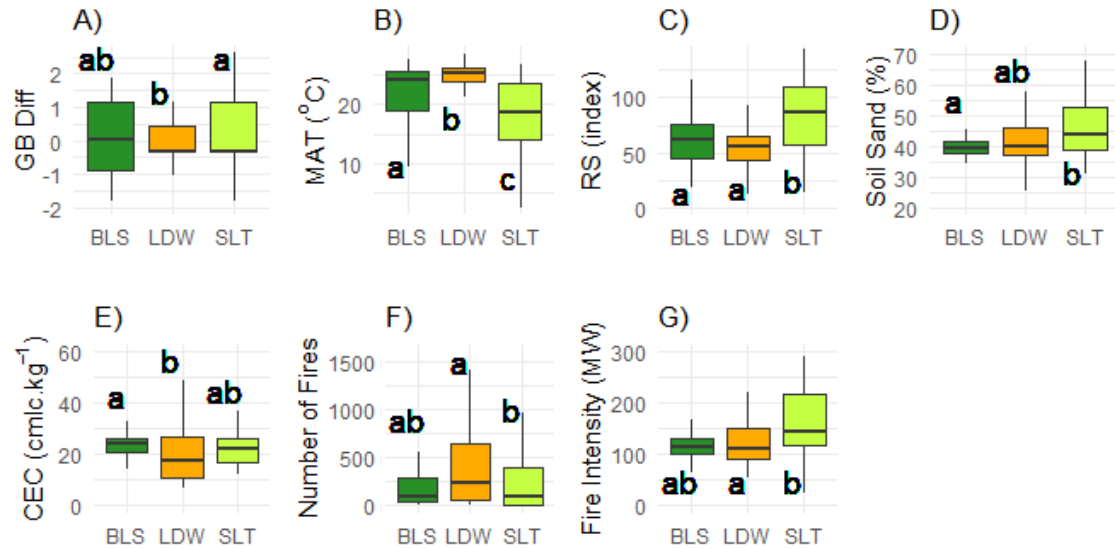 A)
GB Diff
2
1
0
-1
-2
ab
b
a
BLS LDW SLT
B)
MAT (°C)
20
10
a
b
c
BLS LDW SLT
C)
RS (index)
100
50
0
a
a
b
BLS LDW SLT
D)
Soil Sand (%)
70
60
50
40
30
20
a
ab
b
BLS LDW SLT
E)
CEC (cmlc.kg⁻¹)
60
40
20
0
a
b
ab
BLS LDW SLT
F)
Number of Fires
1500
1000
500
0
ab
a
b
BLS LDW SLT
G)
Fire Intensity (MW)
300
200
100
0
ab
a
b
BLS LDW SLT